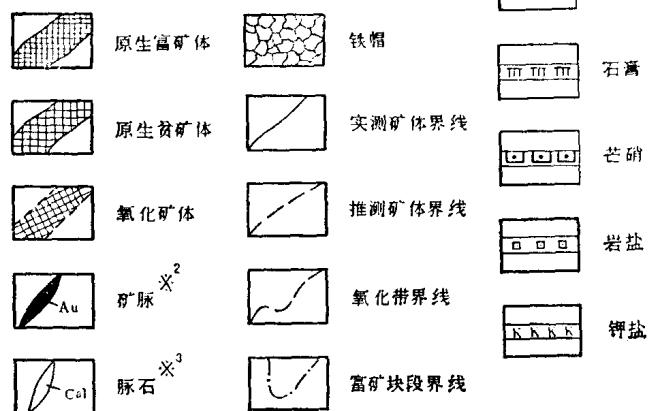 原生富矿体
铁帽
石膏
原生贫矿体
实测矿体界线
芒硝
氧化矿体
推测矿体界线
岩盐
Au
矿脉※2
氧化带界线
K K K K
钾盐
Cal
脉石※3
富矿块段界线